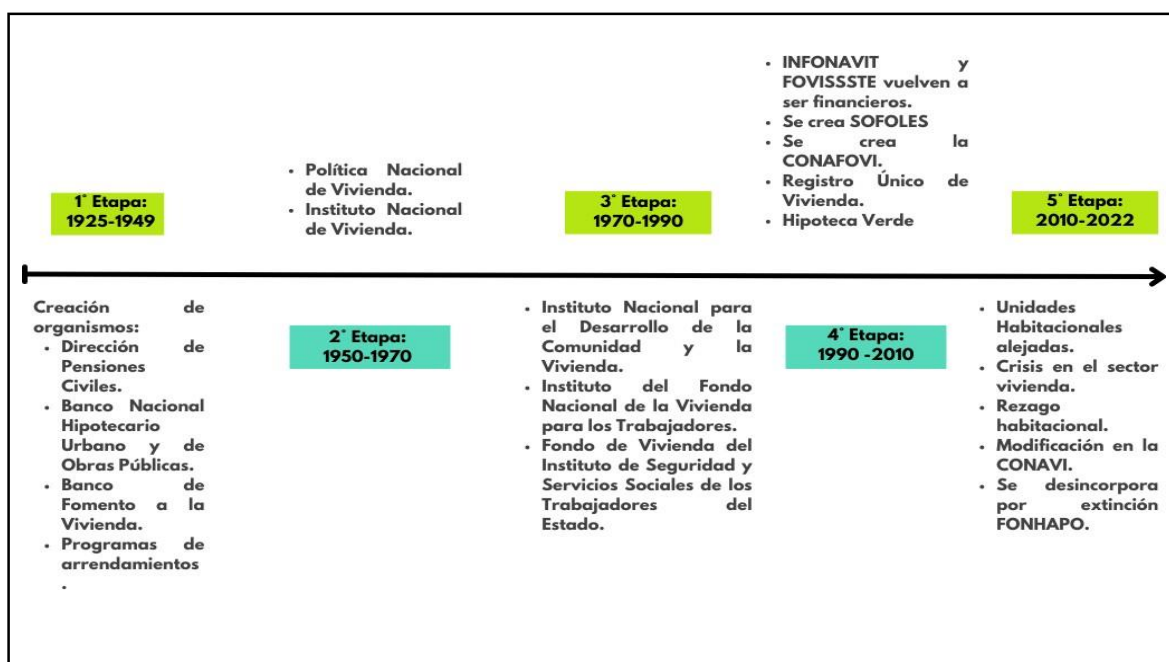 1° Etapa:
1925-1949
Creación de
organismos:
• Dirección de
Pensiones
Civiles.
• Banco Nacional
Hipotecario
Urbano y de
Obras Públicas.
• Banco de
Fomento a la
Vivienda.
• Programas de
arrendamientos
.
• Política Nacional
de Vivienda.
• Instituto Nacional
de Vivienda.
2° Etapa:
1950-1970
3° Etapa:
1970-1990
• Instituto Nacional para
el Desarrollo de la
Comunidad y la
Vivienda.
• Instituto del Fondo
Nacional de la Vivienda
para los Trabajadores.
• Fondo de Vivienda del
Instituto de Seguridad y
Servicios Sociales de los
Trabajadores del
Estado.
• INFONAVIT y
FOVISSSTE vuelven a
ser financieros.
• Se crea SOFOLES
• Se crea la
CONAFOVI.
• Registro Único de
Vivienda.
• Hipoteca Verde
4° Etapa:
1990 -2010
5° Etapa:
2010-2022
• Unidades
Habitacionales
alejadas.
• Crisis en el sector
vivienda.
• Rezago
habitacional.
• Modificación en la
CONAVI.
• Se desincorpora
por extinción
FONHAPO.